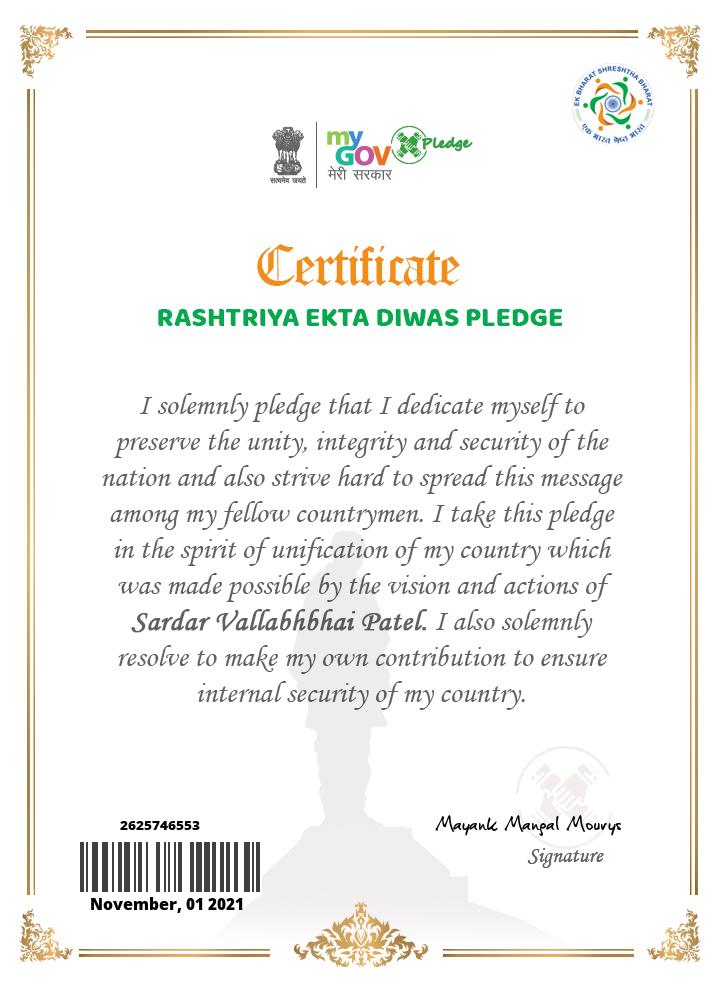 EK BHARAT SHRESHTHA BHARAT
एक भारत श्रेष्ठ भारत
सत्यमेव जयते
my
GOV
मेरी सरकार
Pledge
Certificate
RASHTRIYA EKTA DIWAS PLEDGE
I solemnly pledge that I dedicate myself to
preserve the unity, integrity and security of the
nation and also strive hard to spread this message
among my fellow countrymen. I take this pledge
in the spirit of unification of my country which
was made possible by the vision and actions of
Sardar Vallabhbhai Patel. I also solemnly
resolve to make my own contribution to ensure
internal security of my country.
2625746553
November, 01 2021
Mayank Mangal Mourys
Signature